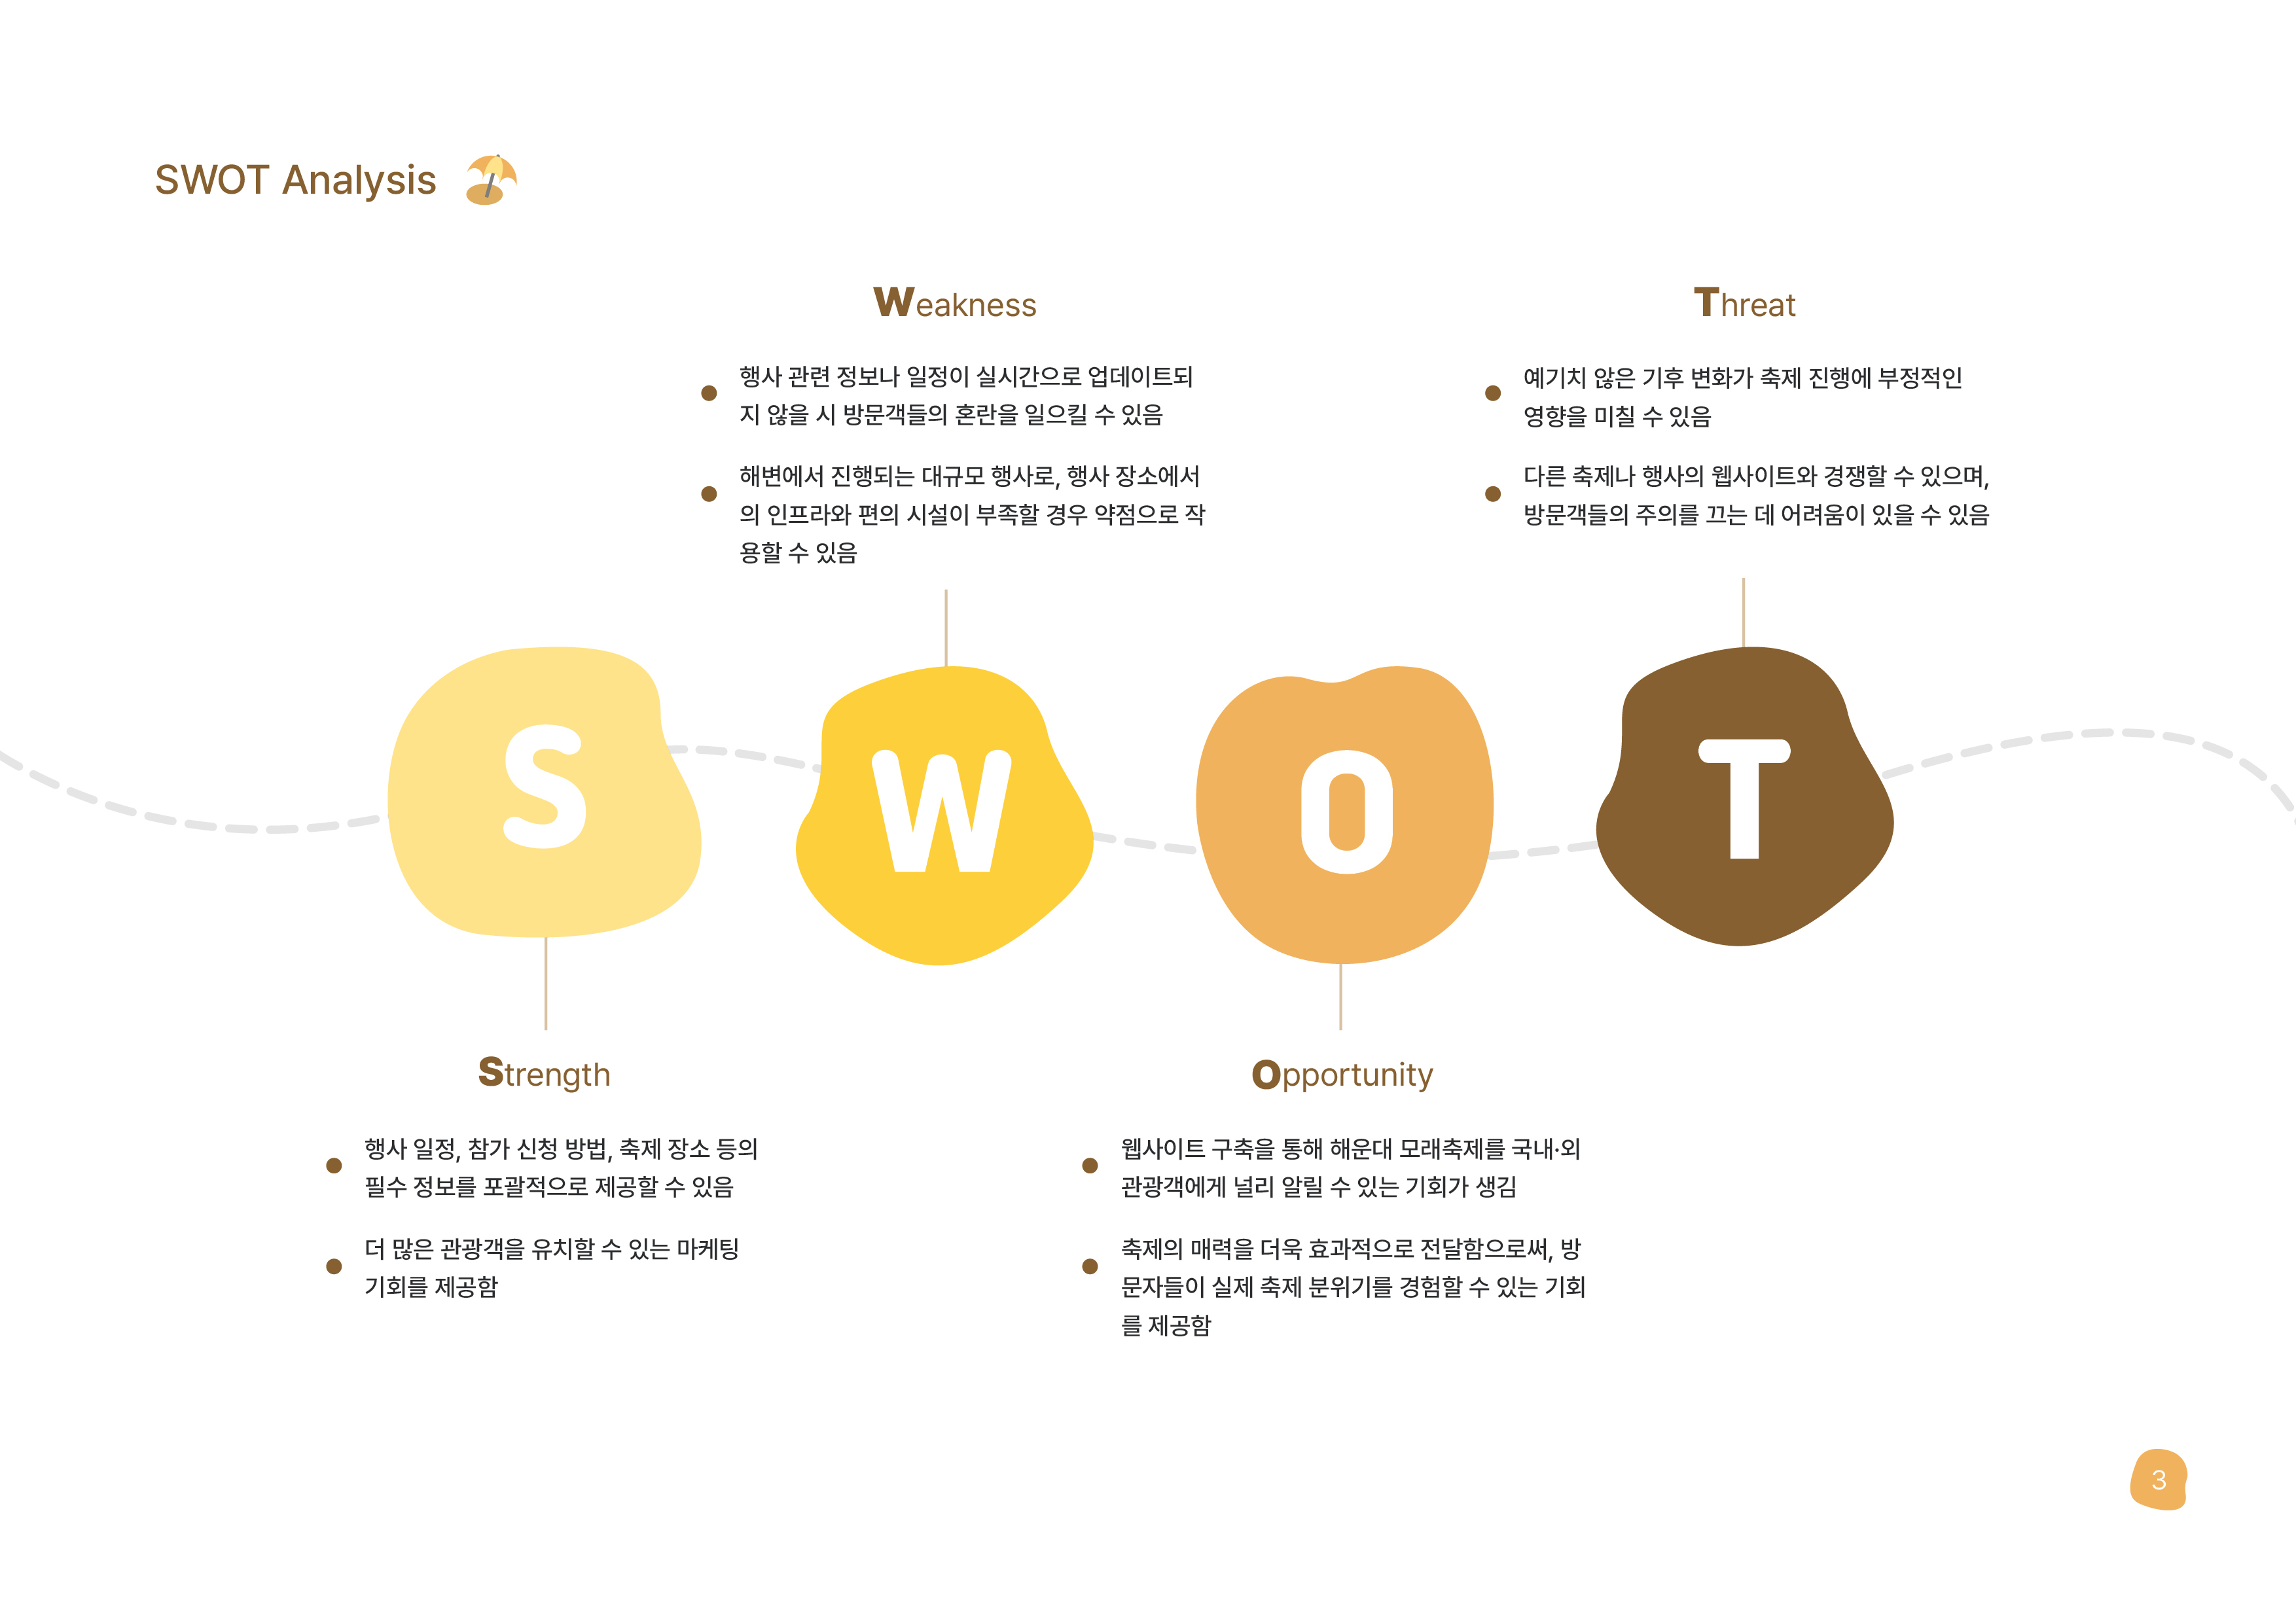 SWOT Analysis
Weakness
행사 관련 정보나 일정이 실시간으로 업데이트되
지 않을 시 방문객들의 혼란을 일으킬 수 있음
해변에서 진행되는 대규모 행사로, 행사 장소에서
의 인프라와 편의 시설이 부족할 경우 약점으로 작
용할 수 있음
Threat
예기치 않은 기후 변화가 축제 진행에 부정적인
영향을 미칠 수 있음
다른 축제나 행사의 웹사이트와 경쟁할 수 있으며,
방문객들의 주의를 끄는 데 어려움이 있을 수 있음
S
W
O
T
Strength
행사 일정, 참가 신청 방법, 축제 장소 등의
필수 정보를 포괄적으로 제공할 수 있음
더 많은 관광객을 유치할 수 있는 마케팅
기회를 제공함
Opportunity
웹사이트 구축을 통해 해운대 모래축제를 국내·외
관광객에게 널리 알릴 수 있는 기회가 생김
축제의 매력을 더욱 효과적으로 전달함으로써, 방
문자들이 실제 축제 분위기를 경험할 수 있는 기회
를 제공함
3